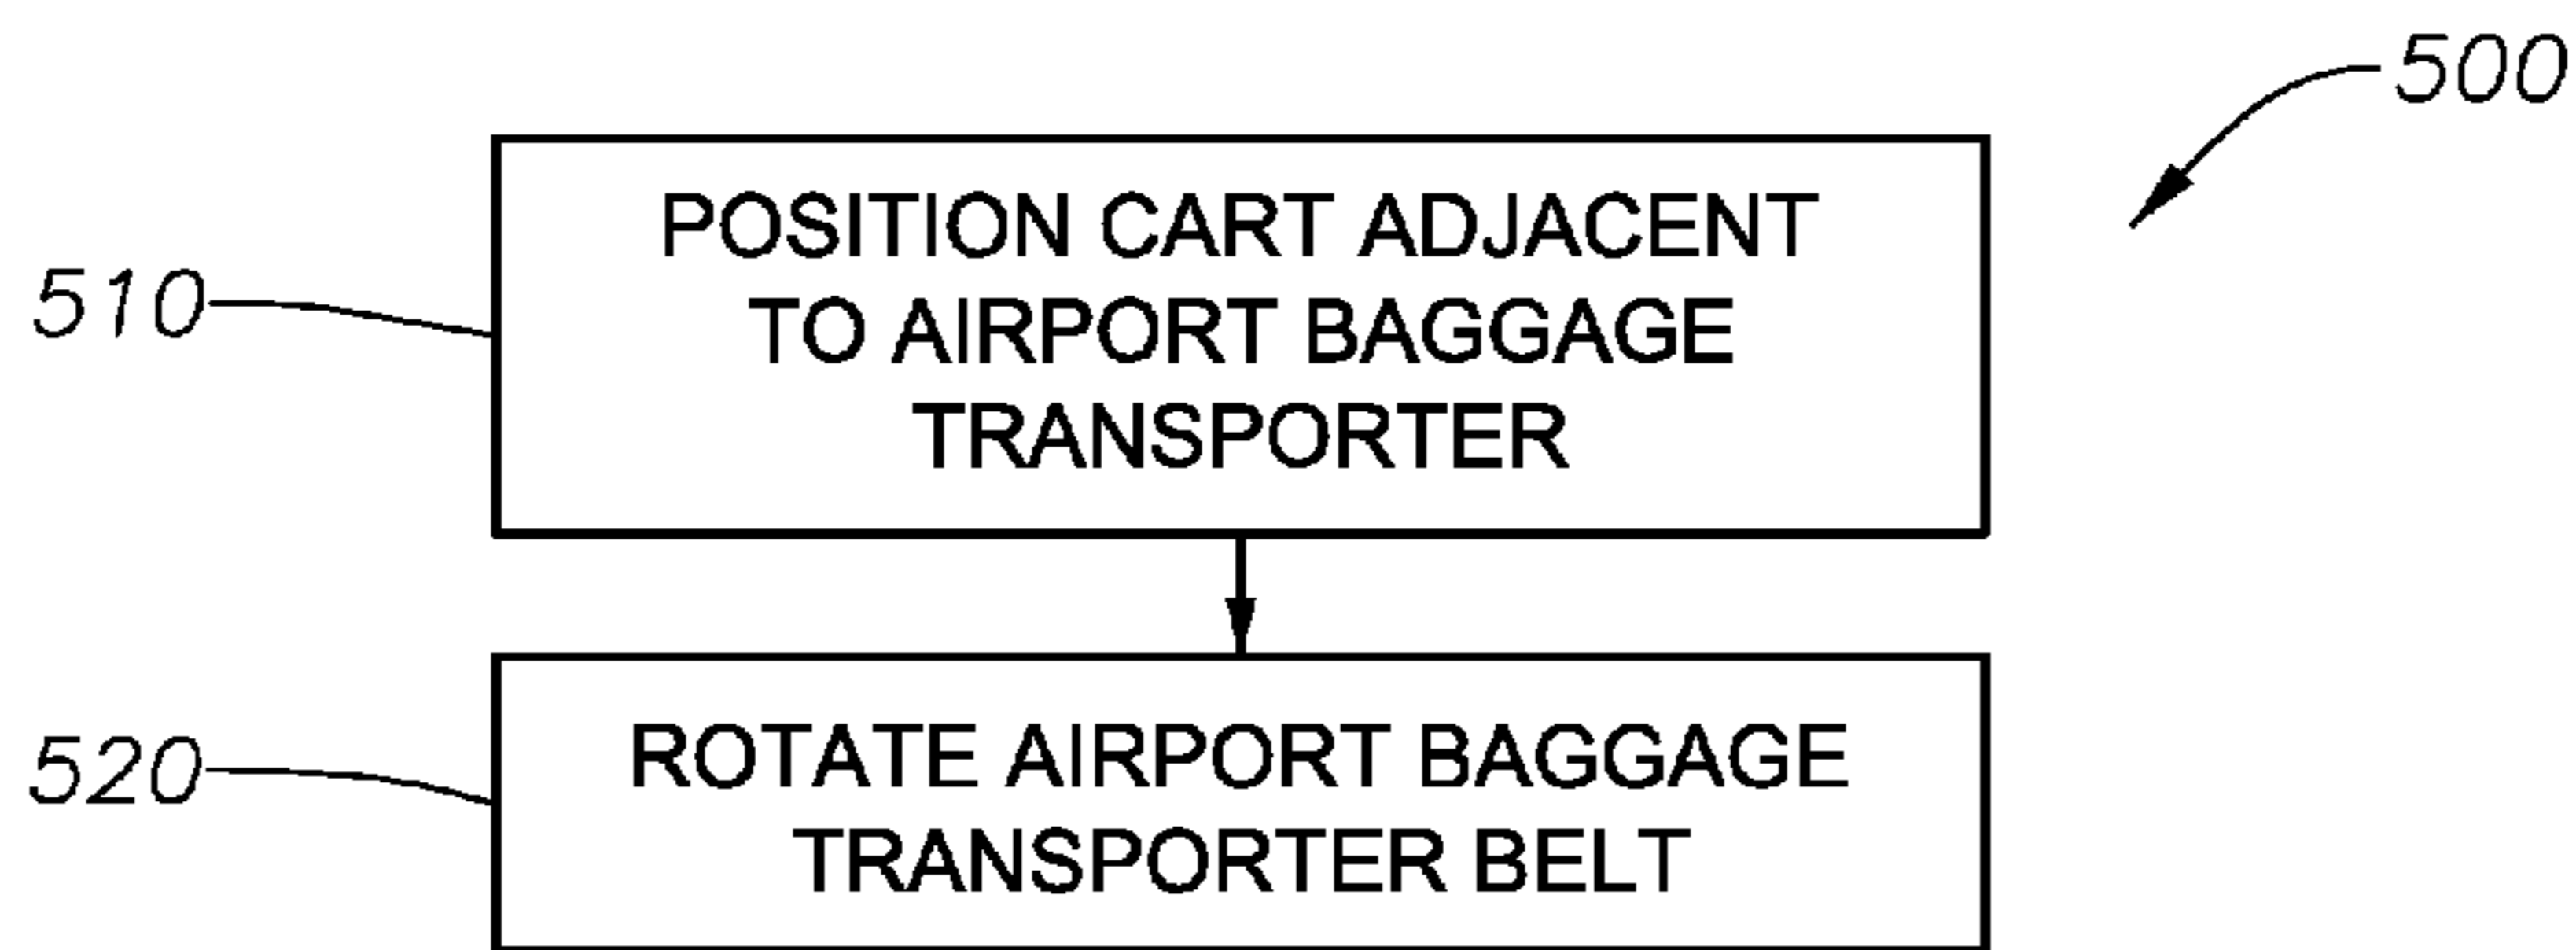 500
POSITION CART ADJACENT
TO AIRPORT BAGGAGE
TRANSPORTER
510
ROTATE AIRPORT BAGGAGE
TRANSPORTER BELT
520